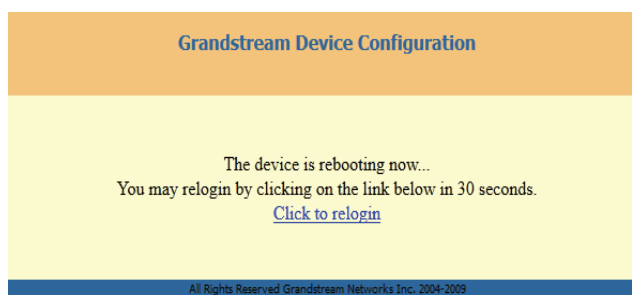 Grandstream Device Configuration
The device is rebooting now...
You may relogin by clicking on the link below in 30 seconds.
Click to relogin
All Rights Reserved Grandstream Networks Inc. 2004-2009